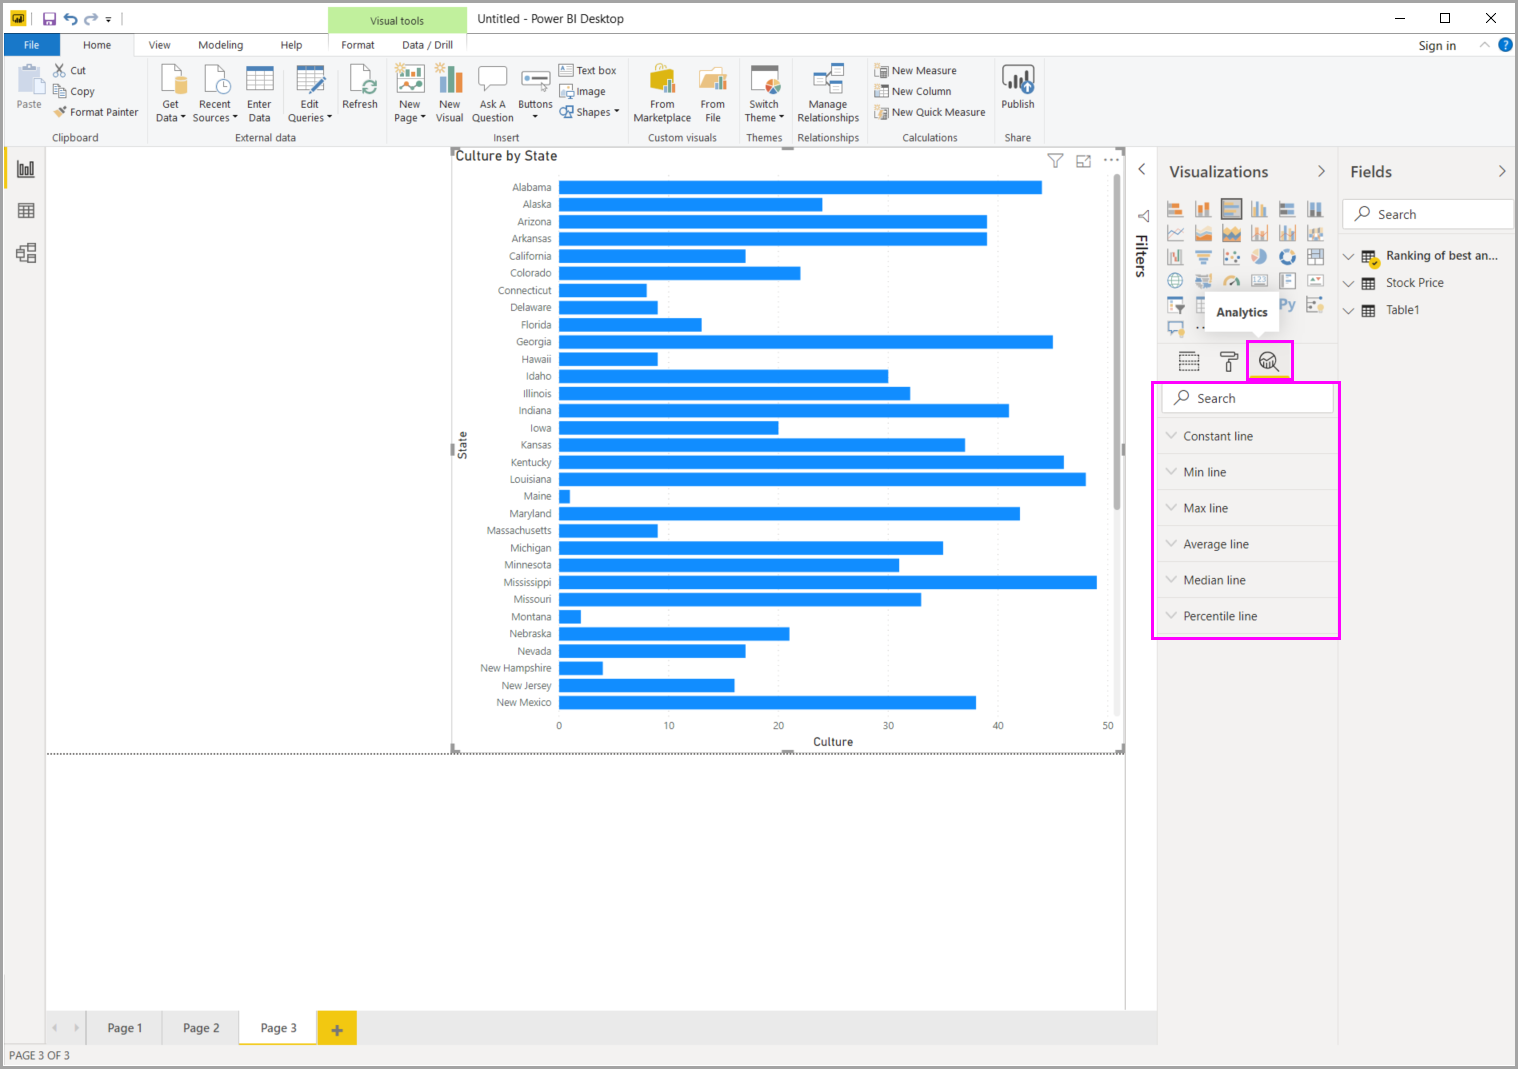 Visual tools
Untitled - Power BI Desktop
File
Home
View
Modeling
Help
Format
Data / Drill
Sign in
?
Paste
Cut
Copy
Format Painter
Clipboard
Get
Data
Recent
Sources
Enter
Data
Edit
Queries
Refresh
External data
New
Page
New
Visual
Ask A
Question
Buttons
Text box
Image
Shapes
Insert
From
Marketplace
From
File
Custom visuals
Switch
Theme
Themes
Manage
Relationships
Relationships
New Measure
New Column
New Quick Measure
Calculations
Publish
Share
Culture by State
State
Alabama
Alaska
Arizona
Arkansas
California
Colorado
Connecticut
Delaware
Florida
Georgia
Hawaii
Idaho
Illinois
Indiana
Iowa
Kansas
Kentucky
Louisiana
Maine
Maryland
Massachusetts
Michigan
Minnesota
Mississippi
Missouri
Montana
Nebraska
Nevada
New Hampshire
New Jersey
New Mexico
0 10 20 30 40 50
Culture
Filters
Visualizations
123
Py
Analytics
Search
Constant line
Min line
Max line
Average line
Median line
Percentile line
Fields
Search
Ranking of best an...
Stock Price
Table1
Page 1
Page 2
Page 3
+
PAGE 3 OF 3